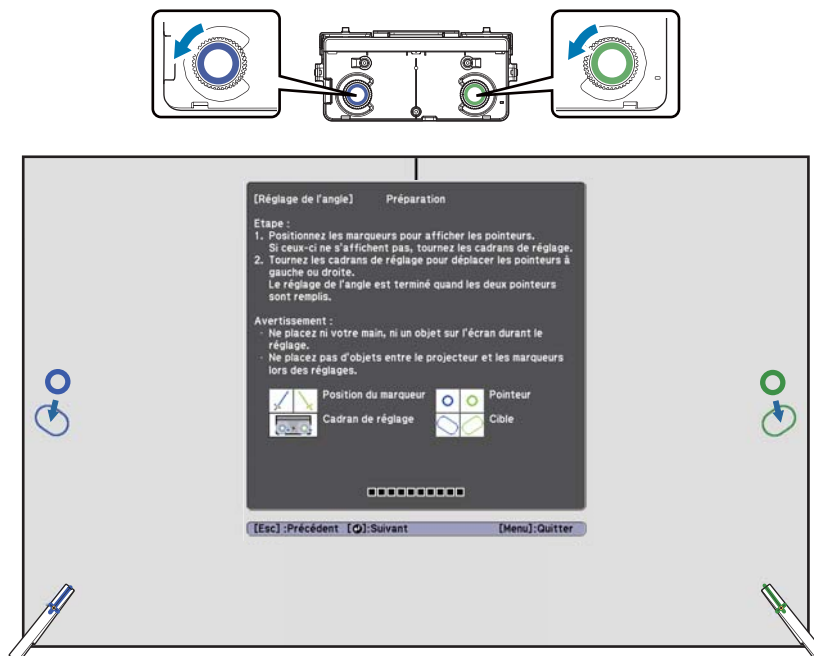 [Réglage de l'angle] Préparation
Etape :
1. Positionnez les marqueurs pour afficher les pointeurs.
Si ceux-ci ne s'affichent pas, tournez les cadrans de réglage.
2. Tournez les cadrans de réglage pour déplacer les pointeurs à
gauche ou droite.
Le réglage de l'angle est terminé quand les deux pointeurs
sont remplis.
Avertissement :
· Ne placez ni votre main, ni un objet sur l'écran durant le
réglage.
· Ne placez pas d'objets entre le projecteur et les marqueurs
lors des réglages.
Position du marqueur Pointeur
Cadran de réglage Cible
[Esc] :Précédent [⏎]:Suivant [Menu]:Quitter